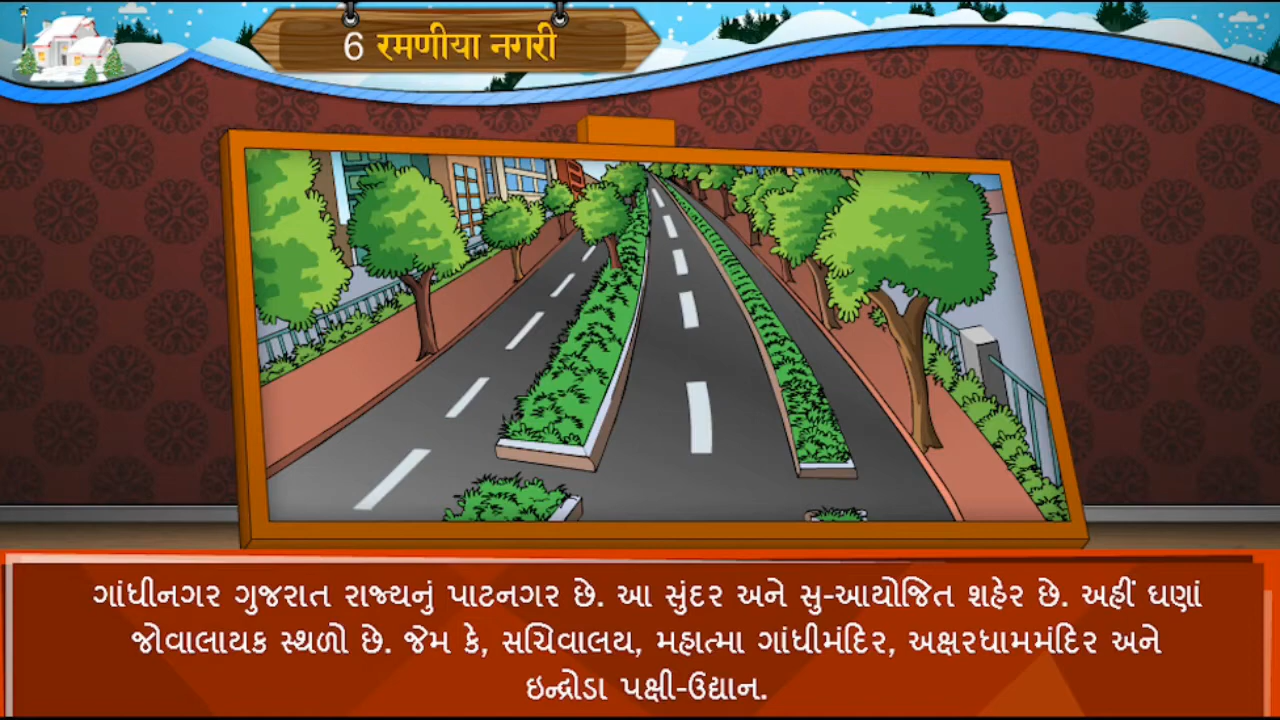 6 रमणीया नगरी
ગાંધીનગર ગુજરાત રાજ્યનું પાટનગર છે. આ સુંદર અને સુ-આયોજિત શહેર છે. અહીં ઘણાં
જોવાલાયક સ્થળો છે. જેમ કે, સચિવાલય, મહાત્મા ગાંધીમંદિર, અક્ષરધામમંદિર અને
ઇન્દ્રોડા પક્ષી-ઉદ્યાન.